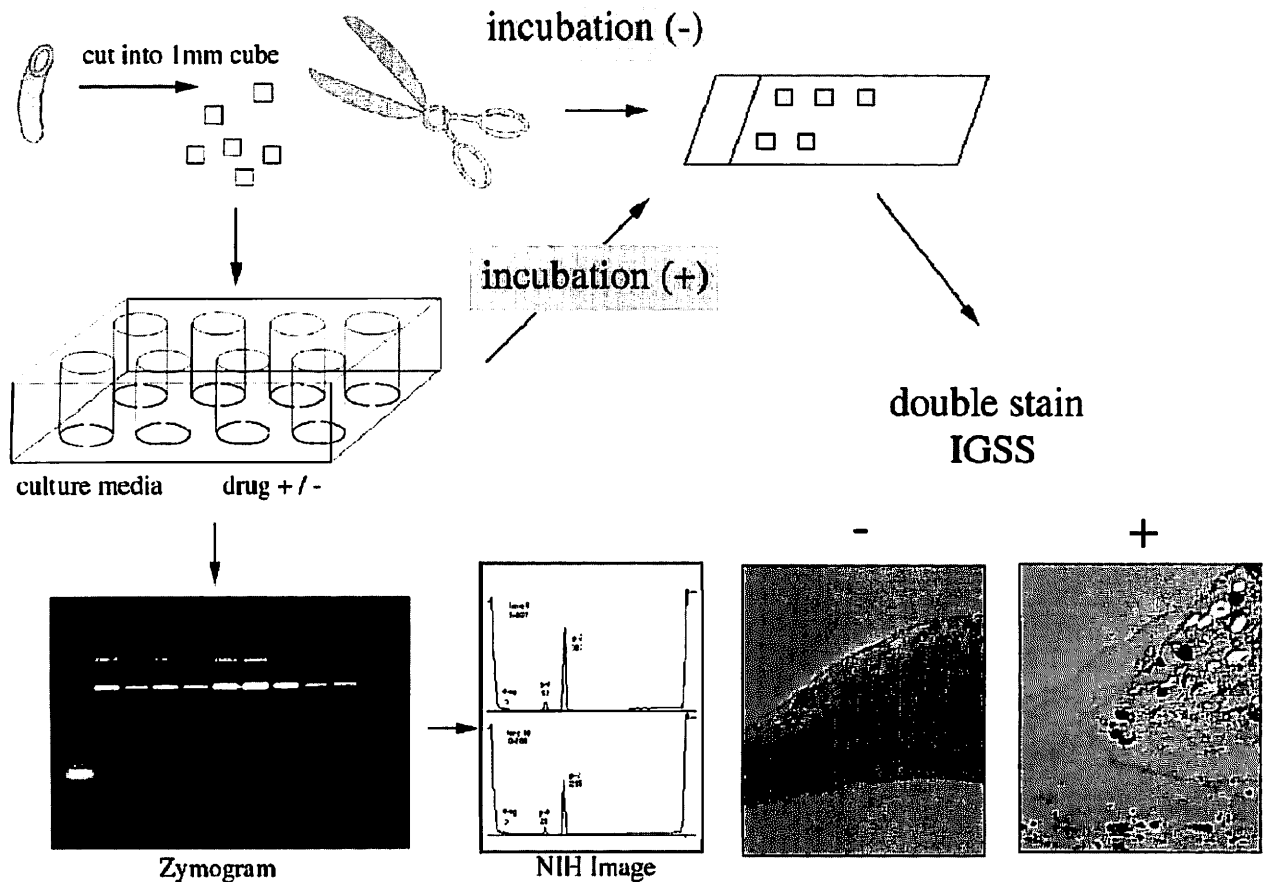 incubation (-)
cut into 1mm cube
incubation (+)
double stain
IGSS
culture media drug + / -
-
+
Zymogram
NIH Image